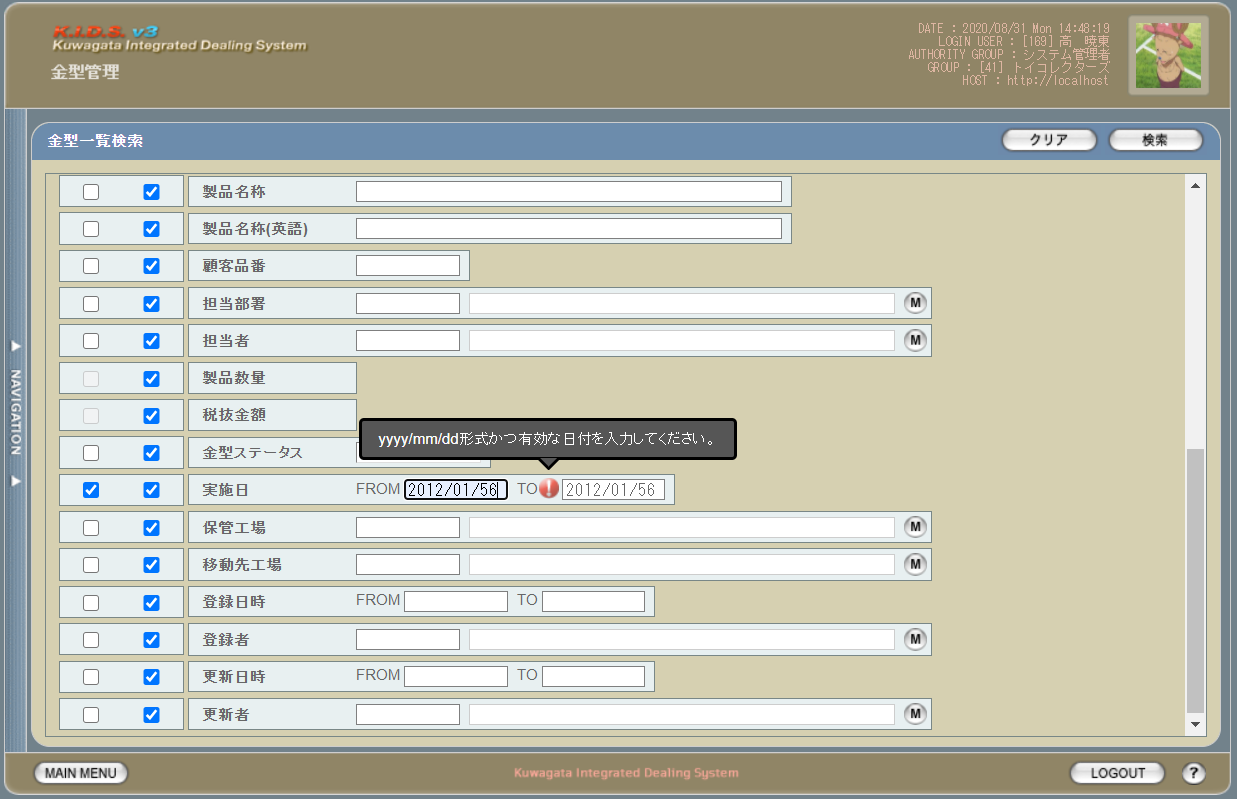 K.I.D.S. v3
Kuwagata Integrated Dealing System
金型管理
DATE : 2020/08/31 Mon 14:48:19
LOGIN USER : [169] 高　暁東
AUTHORITY GROUP : システム管理者
GROUP : [41] トイコレクターズ
HOST : http://localhost
金型一覧検索
クリア
検索
製品名称
製品名称(英語)
顧客品番
担当部署 M
担当者 M
製品数量
税抜金額
yyyy/mm/dd形式かつ有効な日付を入力してください。
金型ステータス
実施日 FROM 2012/01/56 TO 2012/01/56
保管工場 M
移動先工場 M
登録日時 FROM TO
登録者 M
更新日時 FROM TO
更新者 M
NAVIGATION
MAIN MENU
Kuwagata Integrated Dealing System
LOGOUT
?